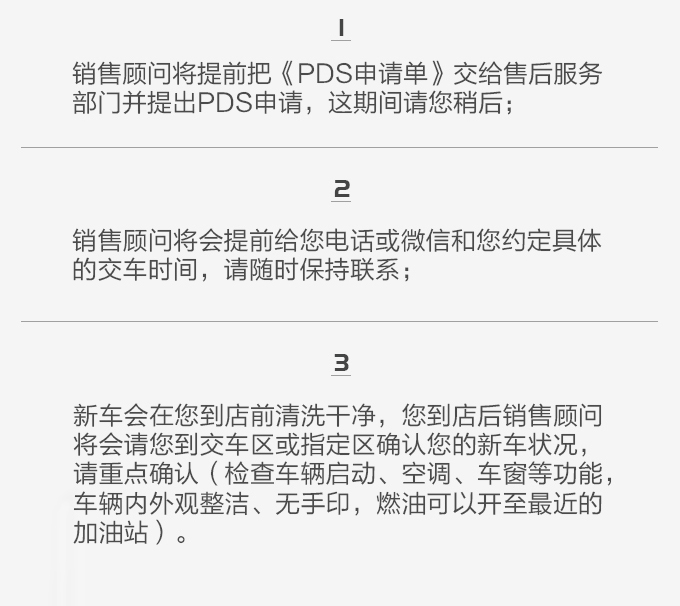 1
销售顾问将提前把《PDS申请单》交给售后服务
部门并提出PDS申请，这期间请您稍后；
2
销售顾问将会提前给您电话或微信和您约定具体
的交车时间，请随时保持联系；
3
新车会在您到店前清洗干净，您到店后销售顾问
将会请您到交车区或指定区确认您的新车状况，
请重点确认（检查车辆启动、空调、车窗等功能，
车辆内外观整洁、无手印，燃油可以开至最近的
加油站）。